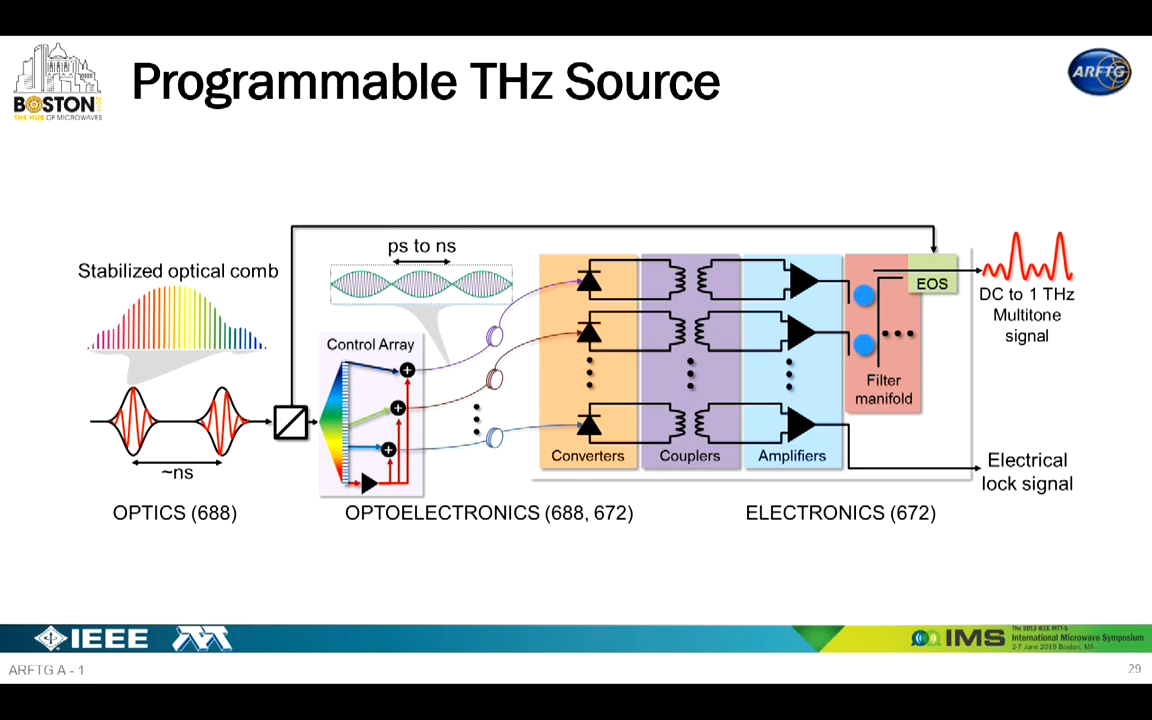 Programmable THz Source
BOSTON
THE HUB OF MICROWAVES
ARFTG
ps to ns
Stabilized optical comb
Control Array
~ns
Converters
Couplers
Amplifiers
Filter
manifold
EOS
DC to 1 THz
Multitone
signal
Electrical
lock signal
OPTICS (688)
OPTOELECTRONICS (688, 672)
ELECTRONICS (672)
IEEE
IMS
The 2019 IEEE MTT-S
International Microwave Symposium
2-7 June 2019 Boston, MA
ARFTG A - 1
29